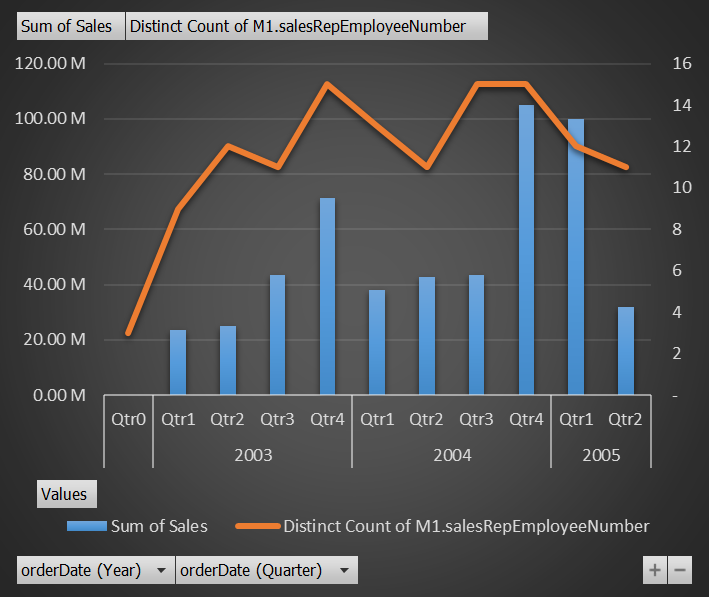 Sum of Sales Distinct Count of M1.salesRepEmployeeNumber
120.00 M 16
100.00 M 14
80.00 M 12
60.00 M 10
40.00 M 8
20.00 M 6
0.00 M 4
2
-
Qtr0 Qtr1 Qtr2 Qtr3 Qtr4 Qtr1 Qtr2 Qtr3 Qtr4 Qtr1 Qtr2
2003 2004 2005
Values
Sum of Sales Distinct Count of M1.salesRepEmployeeNumber
orderDate (Year) orderDate (Quarter) + −